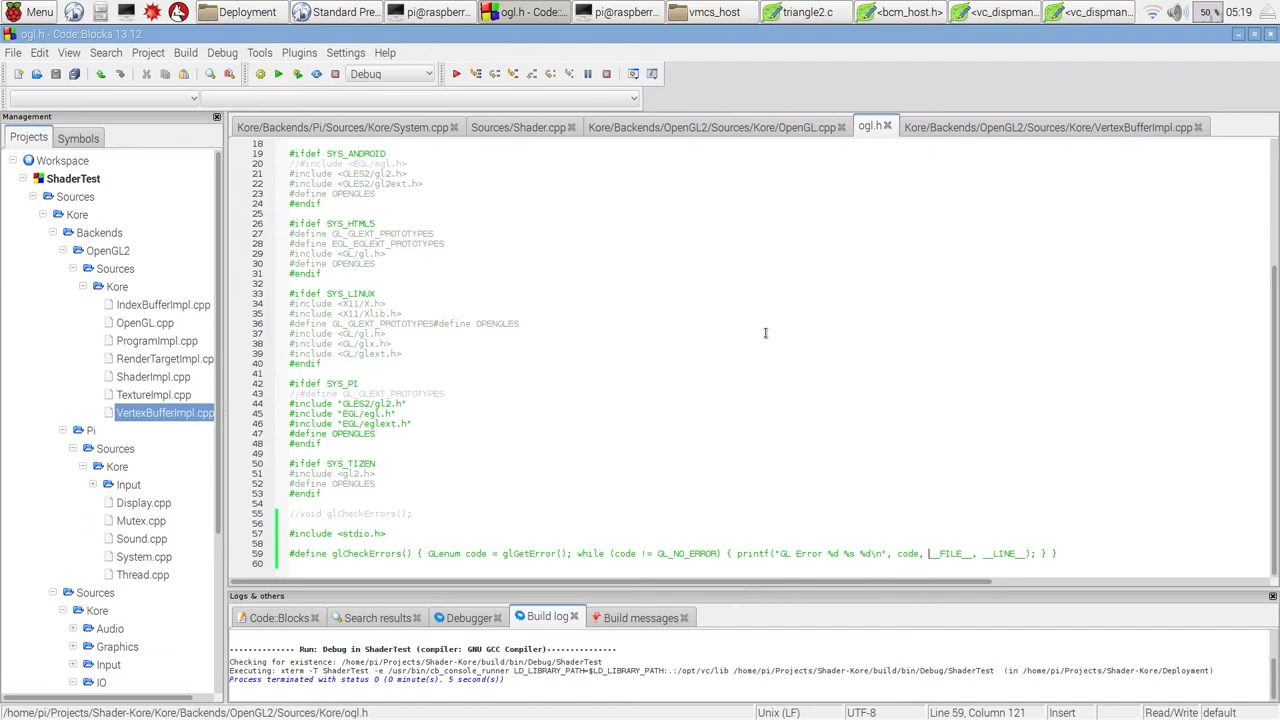 Menu
Deployment
Standard Pre...
pi@raspberr...
ogl.h - Code::...
pi@raspberr...
vmcs_host
triangle2.c
<bcm_host.h>
<vc_dispman...
<vc_dispman...
50 %
05:19
ogl.h - Code::Blocks 13.12
File Edit View Search Project Build Debug Tools Plugins Settings Help
Debug
Management
Projects Symbols
Kore/Backends/Pi/Sources/Kore/System.cpp
Sources/Shader.cpp
Kore/Backends/OpenGL2/Sources/Kore/OpenGL.cpp
ogl.h
Kore/Backends/OpenGL2/Sources/Kore/VertexBufferImpl.cpp
Workspace
ShaderTest
Sources
Kore
Backends
OpenGL2
Sources
Kore
IndexBufferImpl.cpp
OpenGL.cpp
ProgramImpl.cpp
RenderTargetImpl.cp
ShaderImpl.cpp
TextureImpl.cpp
VertexBufferImpl.cpp
Pi
Sources
Kore
Input
Display.cpp
Mutex.cpp
Sound.cpp
System.cpp
Thread.cpp
Sources
Kore
Audio
Graphics
Input
IO
18
19 #ifdef SYS_ANDROID
20 //#include <EGL/egl.h>
21 #include <GLES2/gl2.h>
22 #include <GLES2/gl2ext.h>
23 #define OPENGLES
24 #endif
25
26 #ifdef SYS_HTML5
27 #define GL_GLEXT_PROTOTYPES
28 #define EGL_EGLEXT_PROTOTYPES
29 #include <GL/gl.h>
30 #define OPENGLES
31 #endif
32
33 #ifdef SYS_LINUX
34 #include <X11/X.h>
35 #include <X11/Xlib.h>
36 #define GL_GLEXT_PROTOTYPES#define OPENGLES
37 #include <GL/gl.h>
38 #include <GL/glx.h>
39 #include <GL/glext.h>
40 #endif
41
42 #ifdef SYS_PI
43 //#define GL_GLEXT_PROTOTYPES
44 #include "GLES2/gl2.h"
45 #include "EGL/egl.h"
46 #include "EGL/eglext.h"
47 #define OPENGLES
48 #endif
49
50 #ifdef SYS_TIZEN
51 #include <gl2.h>
52 #define OPENGLES
53 #endif
54
55 //void glCheckErrors();
56
57 #include <stdio.h>
58
59 #define glCheckErrors() { GLenum code = glGetError(); while (code != GL_NO_ERROR) { printf("GL Error %d %s %d\n", code, __FILE__, __LINE__); } }
60
Logs & others
Code::Blocks Search results Debugger Build log Build messages
------------- Run: Debug in ShaderTest (compiler: GNU GCC Compiler)---------------
Checking for existence: /home/pi/Projects/Shader-Kore/build/bin/Debug/ShaderTest
Executing: xterm -T ShaderTest -e /usr/bin/cb_console_runner LD_LIBRARY_PATH=$LD_LIBRARY_PATH:.:/opt/vc/lib /home/pi/Projects/Shader-Kore/build/bin/Debug/ShaderTest  (in /home/pi/Projects/Shader-Kore/Deployment)
Process terminated with status 0 (0 minute(s), 5 second(s))
/home/pi/Projects/Shader-Kore/Kore/Backends/OpenGL2/Sources/Kore/ogl.h
Unix (LF)
UTF-8
Line 59, Column 121
Insert
Read/Write
default